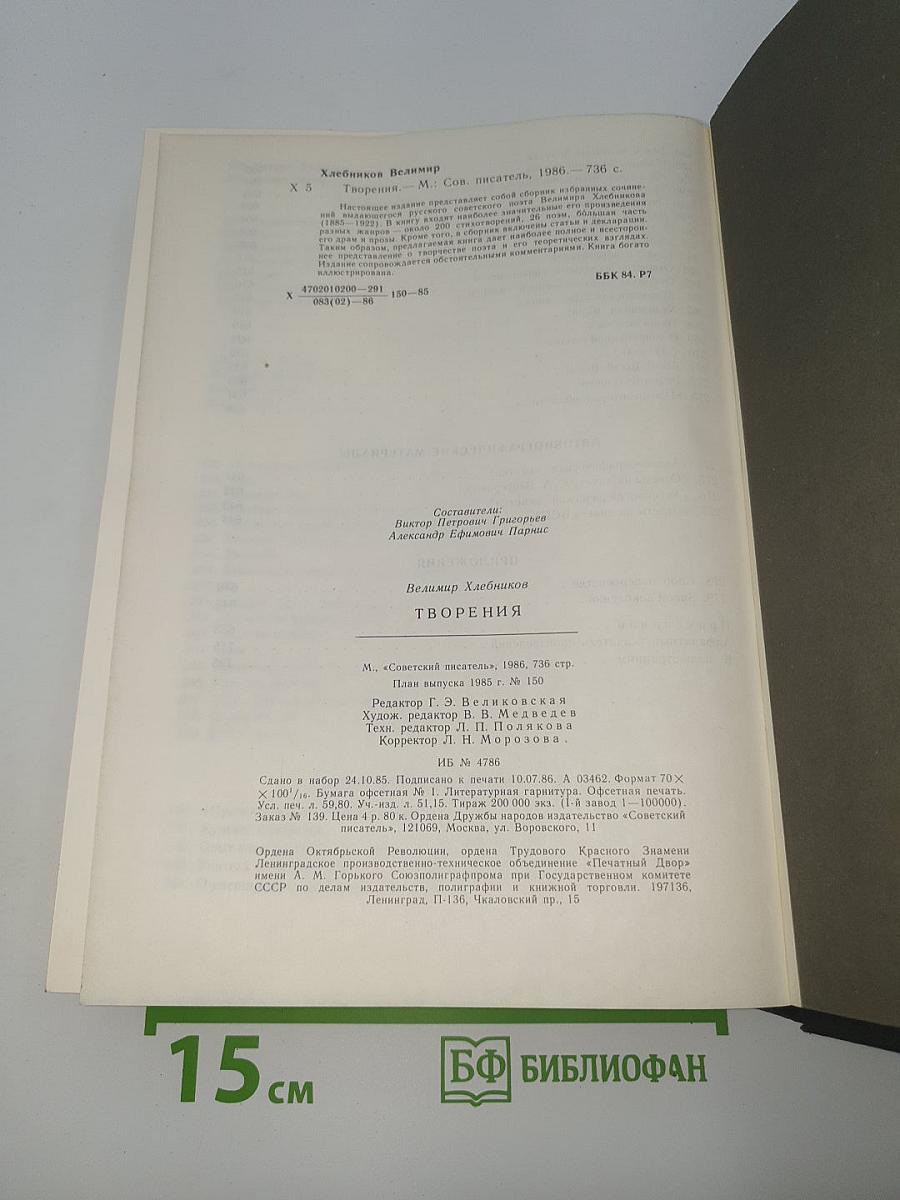 Хлебников Велимир
Х 5 Творения.— М.: Сов. писатель, 1986.— 736 с.
Настоящее издание представляет собой сборник избранных сочине-
ний выдающегося русского советского поэта Велимира Хлебникова
(1885—1922). В книгу входят наиболее значительные его произведения
разных жанров — около 200 стихотворений, 26 поэм, бо́льшая часть
его драм и прозы. Кроме того, в сборник включены статьи и декларации.
Таким образом, предлагаемая книга дает наиболее полное и всесторон-
нее представление о творчестве поэта и его теоретических взглядах.
Издание сопровождается обстоятельными комментариями. Книга богато
иллюстрирована.
Х 4702010200—291 150—85
083(02)—86
ББК 84. Р7
АВТОБИОГРАФИЧЕСКИЕ МАТЕРИАЛЫ
ПРИЛОЖЕНИЯ
Составители:
Виктор Петрович Григорьев
Александр Ефимович Парнис
Велимир Хлебников
ТВОРЕНИЯ
М., «Советский писатель», 1986, 736 стр.
План выпуска 1985 г. № 150
Редактор Г. Э. Великовская
Худож. редактор В. В. Медведев
Техн. редактор Л. П. Полякова
Корректор Л. Н. Морозова.
ИБ № 4786
Сдано в набор 24.10.85. Подписано к печати 10.07.86. А 03462. Формат 70×
×100¹/₁₆. Бумага офсетная № 1. Литературная гарнитура. Офсетная печать.
Усл. печ. л. 59,80. Уч.-изд. л. 51,15. Тираж 200 000 экз. (1-й завод 1—100000).
Заказ № 139. Цена 4 р. 80 к. Ордена Дружбы народов издательство «Советский
писатель», 121069, Москва, ул. Воровского, 11
Ордена Октябрьской Революции, ордена Трудового Красного Знамени
Ленинградское производственно-техническое объединение «Печатный Двор»
имени А. М. Горького Союзполиграфпрома при Государственном комитете
СССР по делам издательств, полиграфии и книжной торговли. 197136,
Ленинград, П-136, Чкаловский пр., 15
15 см
БФ БИБЛИОФАН